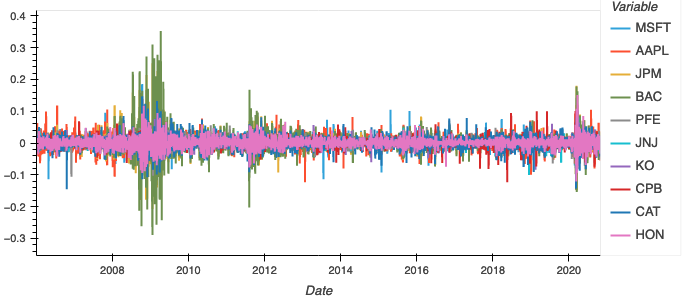 Variable
MSFT
AAPL
JPM
BAC
PFE
JNJ
KO
CPB
CAT
HON
0.4
0.3
0.2
0.1
0
−0.1
−0.2
−0.3
2008 2010 2012 2014 2016 2018 2020
Date